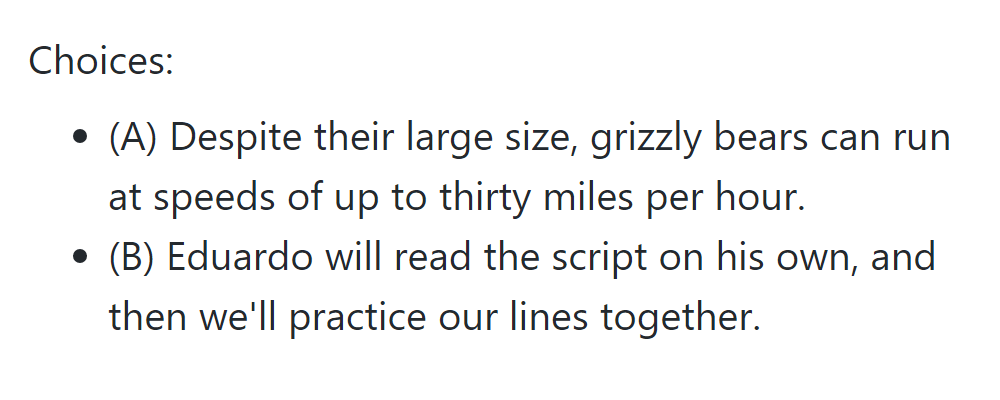 Choices:
• (A) Despite their large size, grizzly bears can run
at speeds of up to thirty miles per hour.
• (B) Eduardo will read the script on his own, and
then we'll practice our lines together.